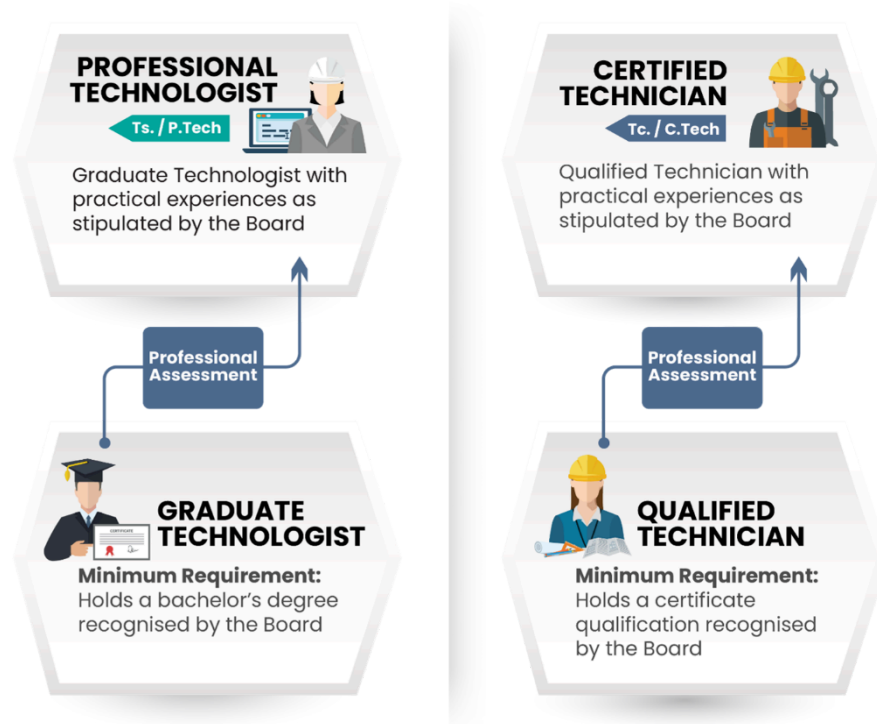 PROFESSIONAL
TECHNOLOGIST
Ts. / P.Tech
Graduate Technologist with
practical experiences as
stipulated by the Board
Professional
Assessment
GRADUATE
TECHNOLOGIST
CERTIFICATE
Minimum Requirement:
Holds a bachelor's degree
recognised by the Board
CERTIFIED
TECHNICIAN
Tc. / C.Tech
Qualified Technician with
practical experiences as
stipulated by the Board
Professional
Assessment
QUALIFIED
TECHNICIAN
Minimum Requirement:
Holds a certificate
qualification recognised
by the Board